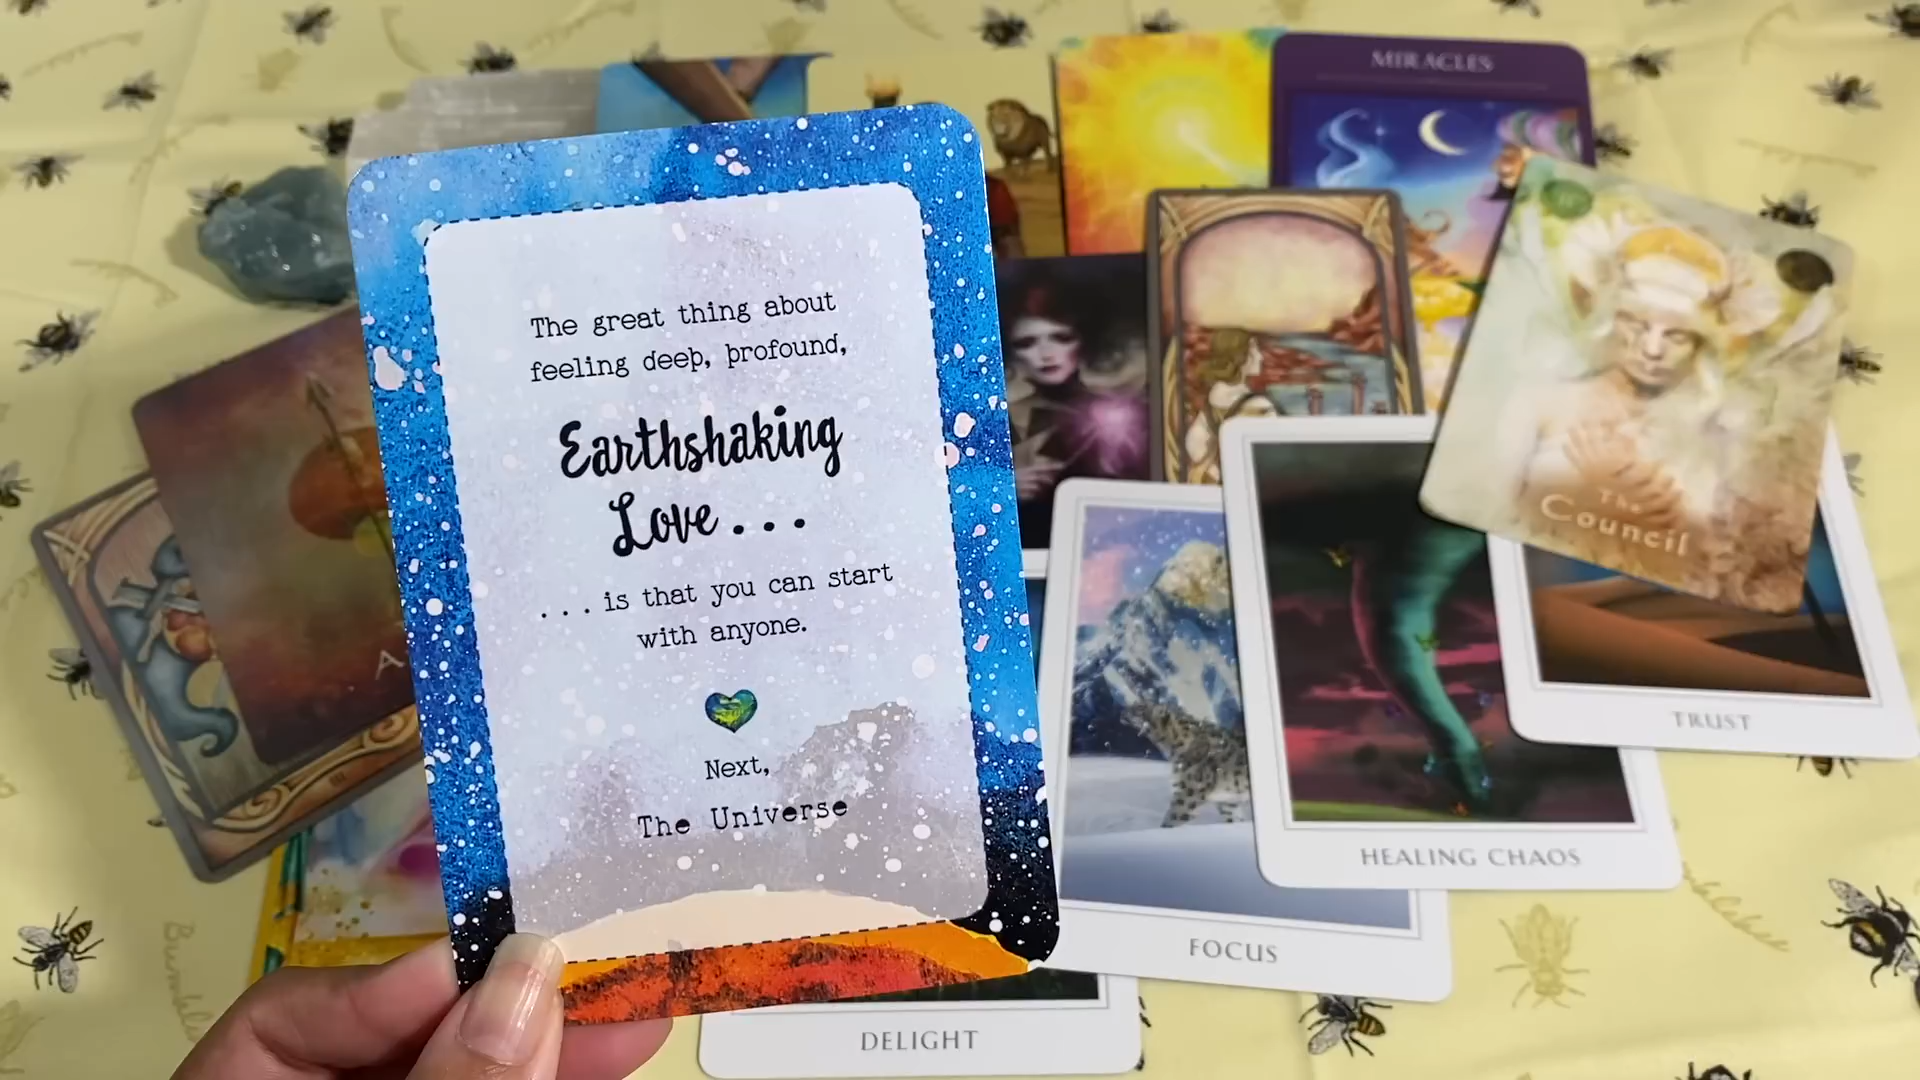 The great thing about
feeling deep, profound,
Earthshaking
Love...
...is that you can start
with anyone.
Next,
The Universe
MIRACLES
The
Council
TRUST
HEALING CHAOS
FOCUS
DELIGHT